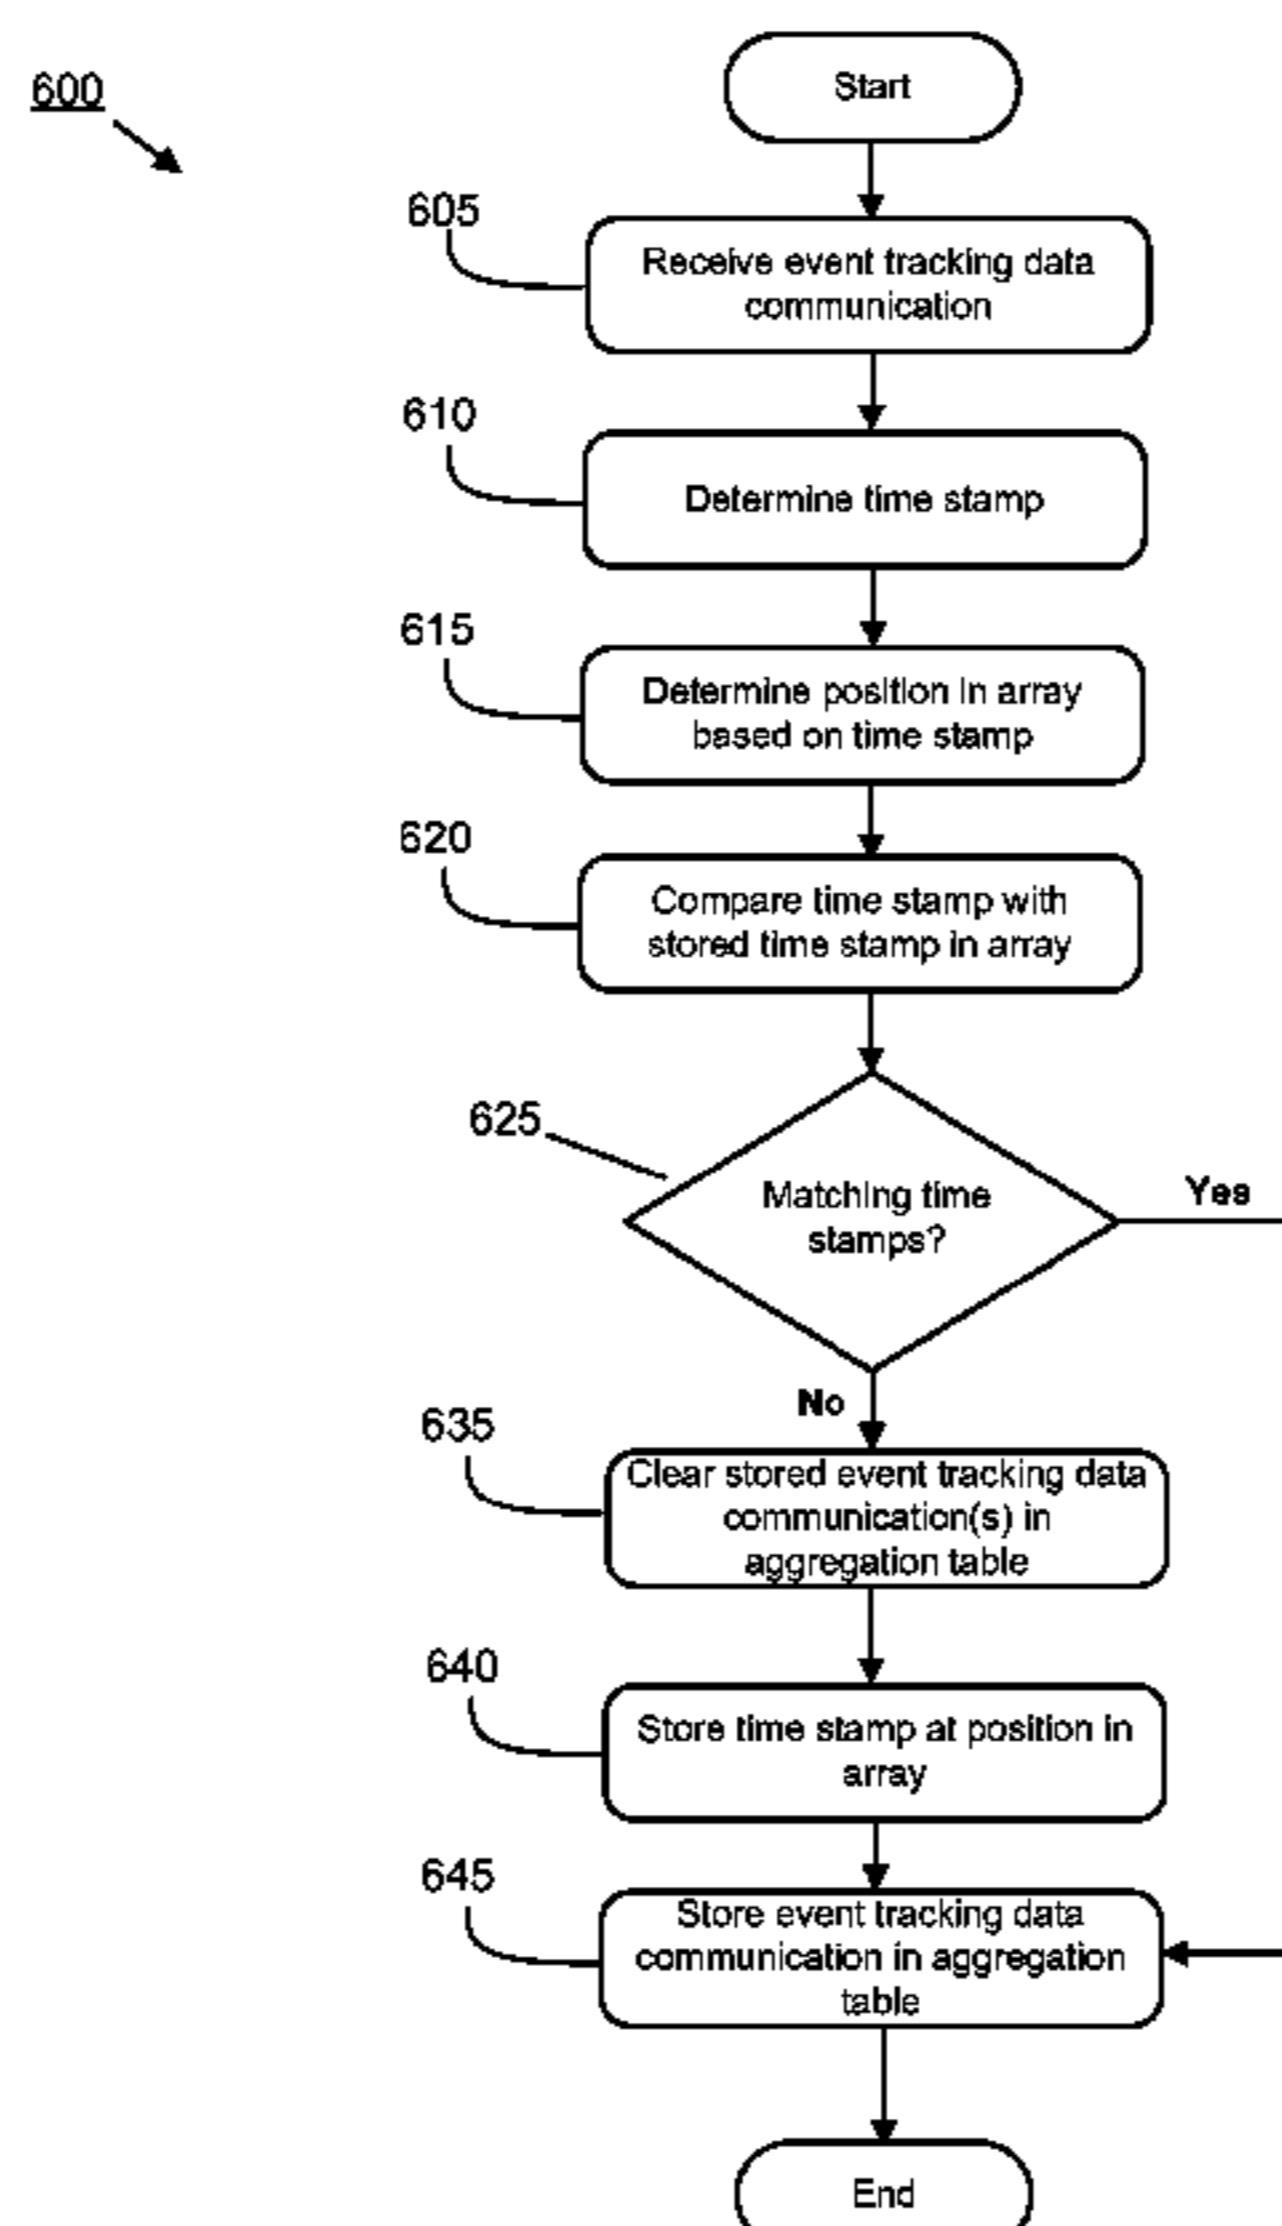 600
Start
605
Receive event tracking data
communication
610
Determine time stamp
615
Determine position in array
based on time stamp
620
Compare time stamp with
stored time stamp in array
625
Matching time
stamps?
Yes
No
635
Clear stored event tracking data
communication(s) in
aggregation table
640
Store time stamp at position in
array
645
Store event tracking data
communication in aggregation
table
End